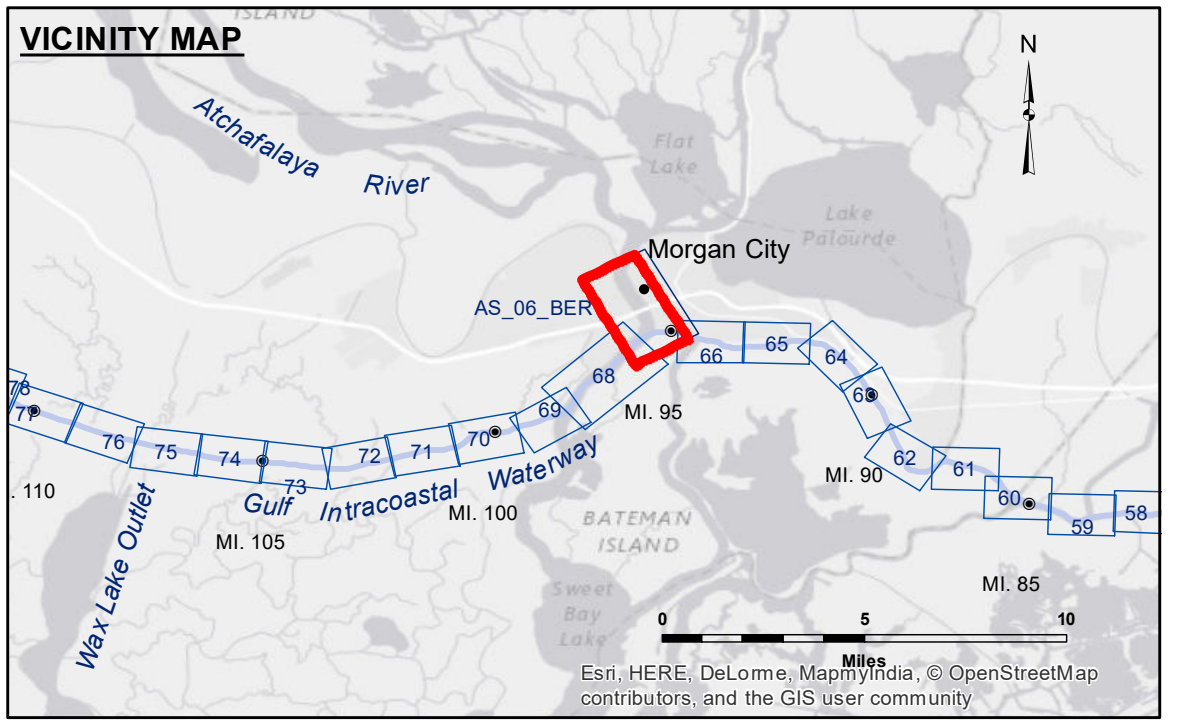 ISLAND
VICINITY MAP
N
Atchafalaya
River
Flat
Lake
Lake
Palourde
Morgan City
AS_06_BER
66
65
64
63
68
69
MI. 95
78
77
76
75
74
73
72
71
70
62
61
60
59
58
. 110
MI. 90
Wax Lake Outlet
Gulf Intracoastal Waterway
MI. 100
MI. 105
BATEMAN
ISLAND
MI. 85
Sweet
Bay
Lake
0 5 10
Miles
Esri, HERE, DeLorme, MapmyIndia, © OpenStreetMap
contributors, and the GIS user community